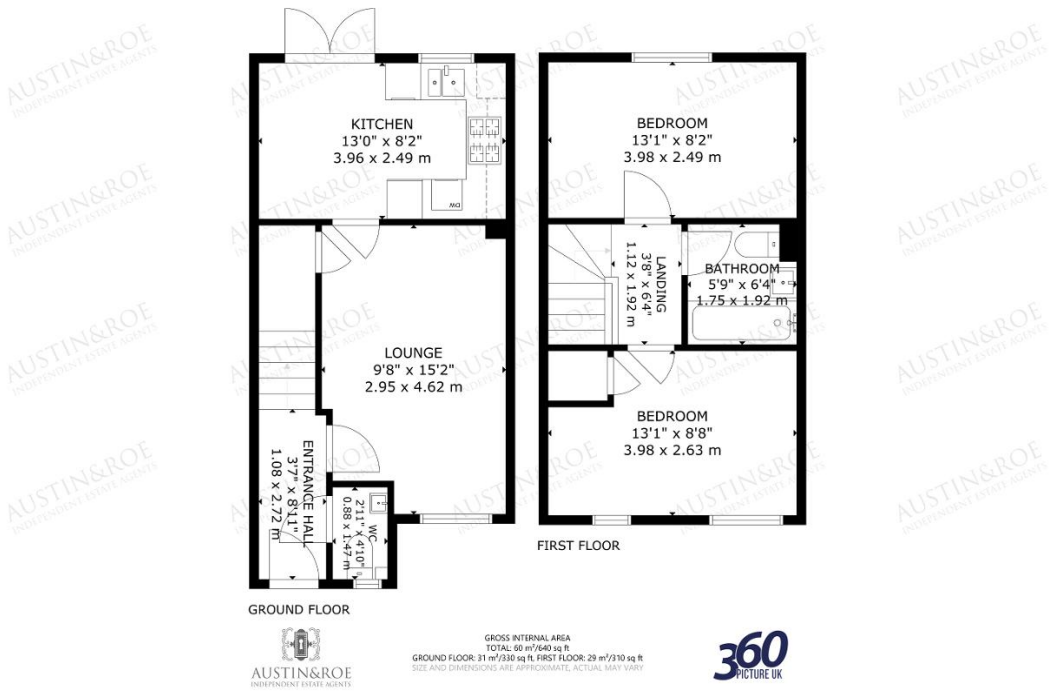 KITCHEN
13'0" x 8'2"
3.96 x 2.49 m
DW
LOUNGE
9'8" x 15'2"
2.95 x 4.62 m
ENTRANCE HALL
3'7" x 8'11"
1.08 x 2.72 m
WC
2'11" x 4'10"
0.88 x 1.47 m
GROUND FLOOR
BEDROOM
13'1" x 8'2"
3.98 x 2.49 m
LANDING
3'8" x 6'4"
1.12 x 1.92 m
BATHROOM
5'9" x 6'4"
1.75 x 1.92 m
BEDROOM
13'1" x 8'8"
3.98 x 2.63 m
FIRST FLOOR
AUSTIN&ROE
INDEPENDENT ESTATE AGENTS
GROSS INTERNAL AREA
TOTAL: 60 m²/640 sq ft
GROUND FLOOR: 31 m²/330 sq ft, FIRST FLOOR: 29 m²/310 sq ft
SIZE AND DIMENSIONS ARE APPROXIMATE, ACTUAL MAY VARY
360
PICTURE UK